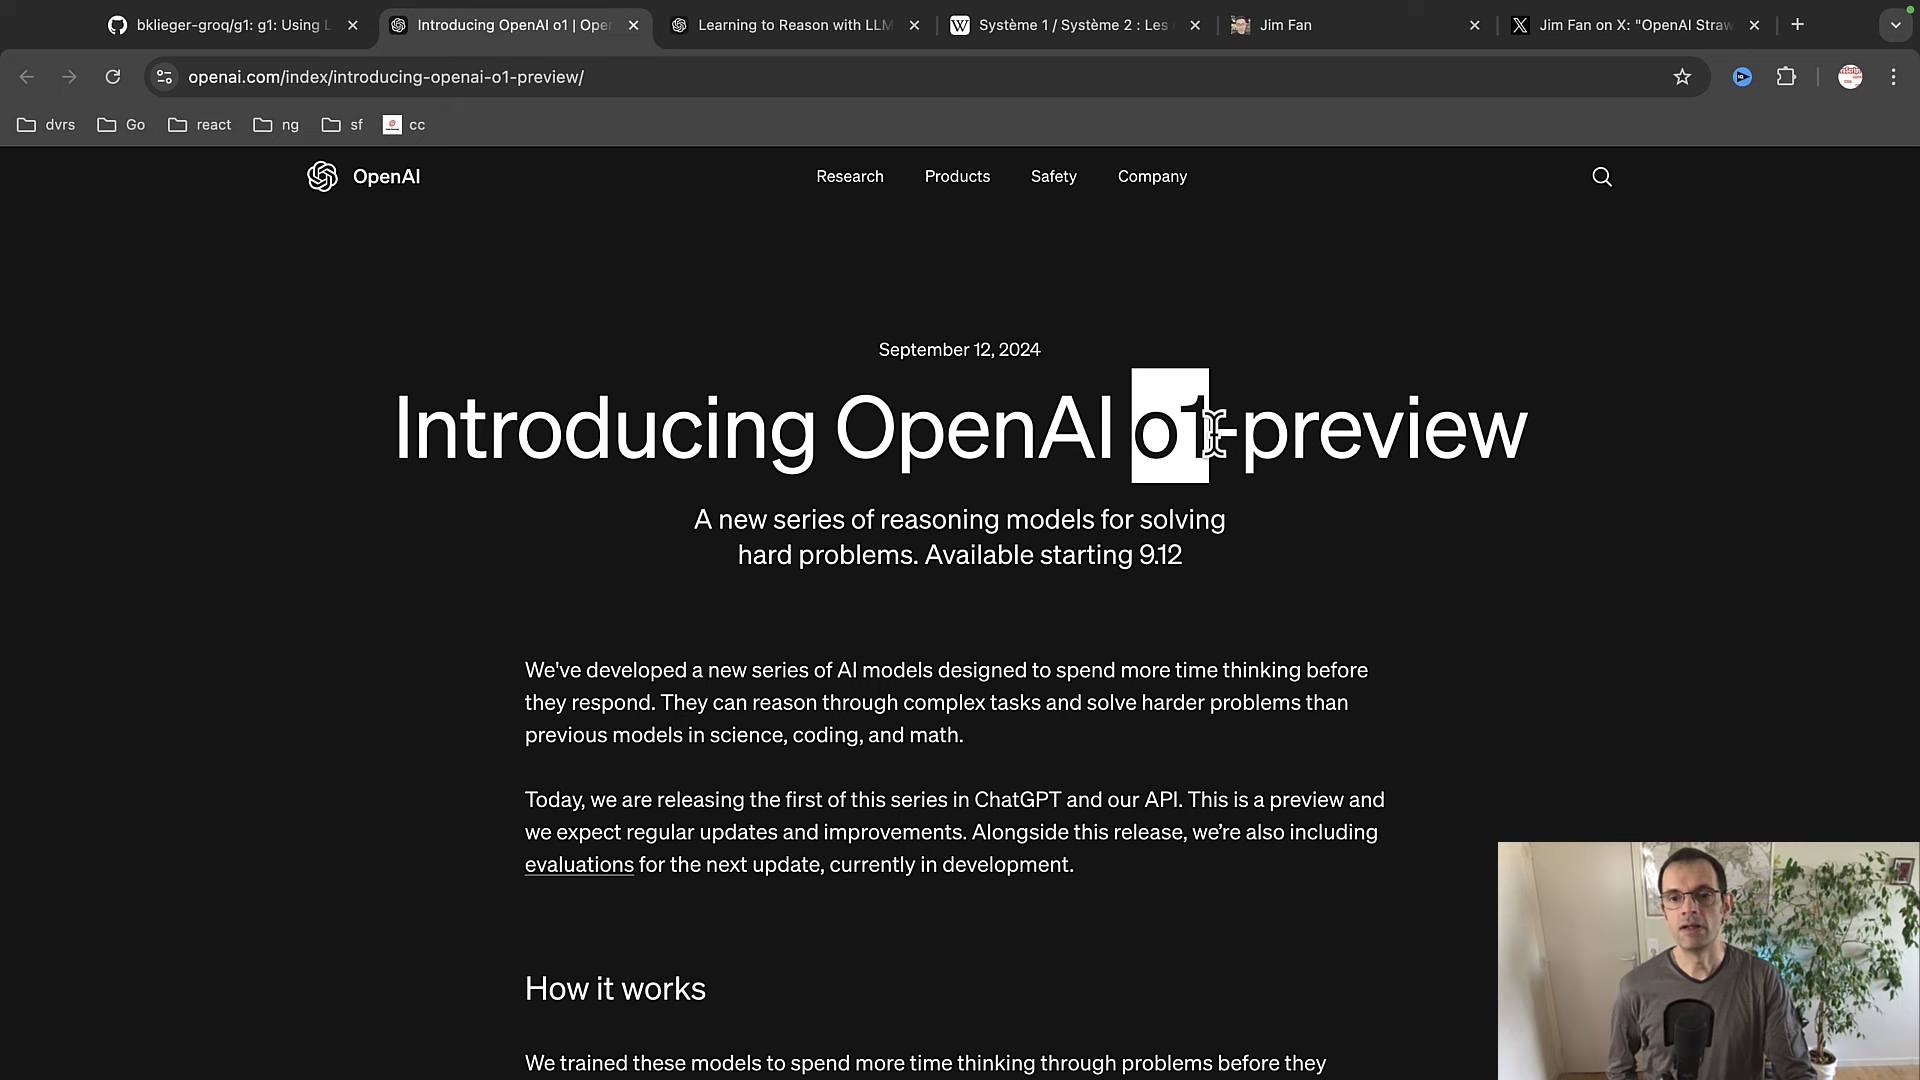 bklieger-groq/g1: g1: Using L
Introducing OpenAI o1 | Oper
Learning to Reason with LLM
Système 1 / Système 2 : Les
Jim Fan
Jim Fan on X: "OpenAI Straw
openai.com/index/introducing-openai-o1-preview/
dvrs
Go
react
ng
sf
cc
OpenAI
Research
Products
Safety
Company
September 12, 2024
Introducing OpenAI o1-preview
A new series of reasoning models for solving
hard problems. Available starting 9.12
We've developed a new series of AI models designed to spend more time thinking before
they respond. They can reason through complex tasks and solve harder problems than
previous models in science, coding, and math.
Today, we are releasing the first of this series in ChatGPT and our API. This is a preview and
we expect regular updates and improvements. Alongside this release, we’re also including
evaluations for the next update, currently in development.
How it works
We trained these models to spend more time thinking through problems before they